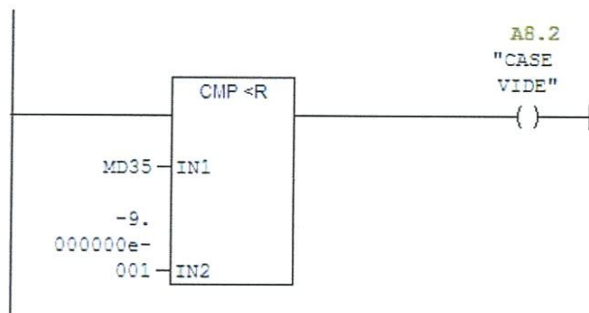 A8.2
"CASE
VIDE"
CMP <R
( )
MD35
IN1
-9.
000000e-
001
IN2